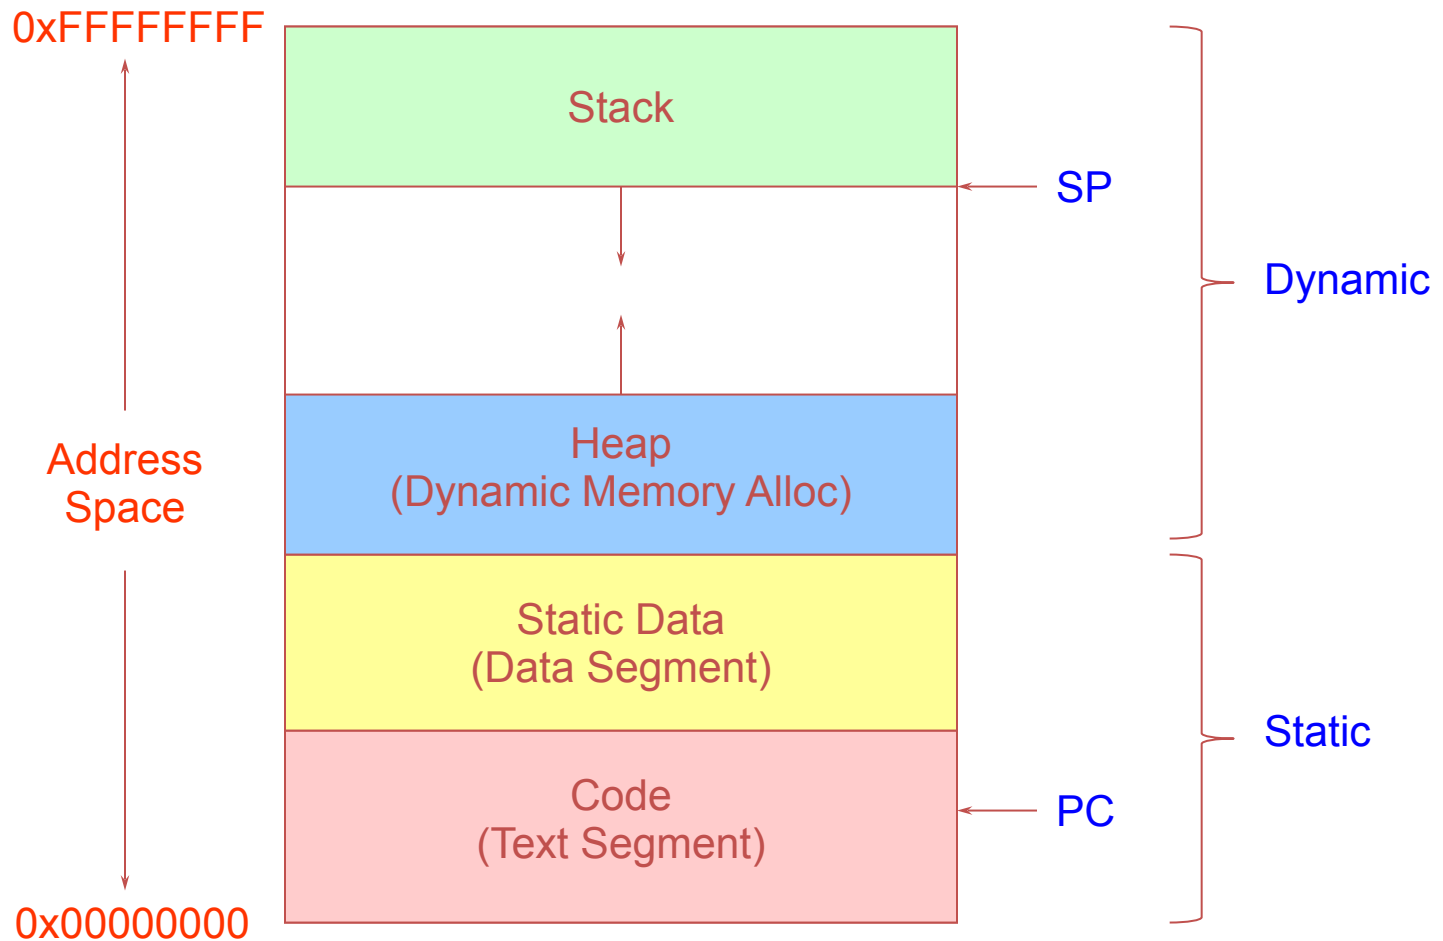 0xFFFFFFFF
Stack
SP
Dynamic
Heap
(Dynamic Memory Alloc)
Address
Space
Static Data
(Data Segment)
Static
Code
(Text Segment)
PC
0x00000000